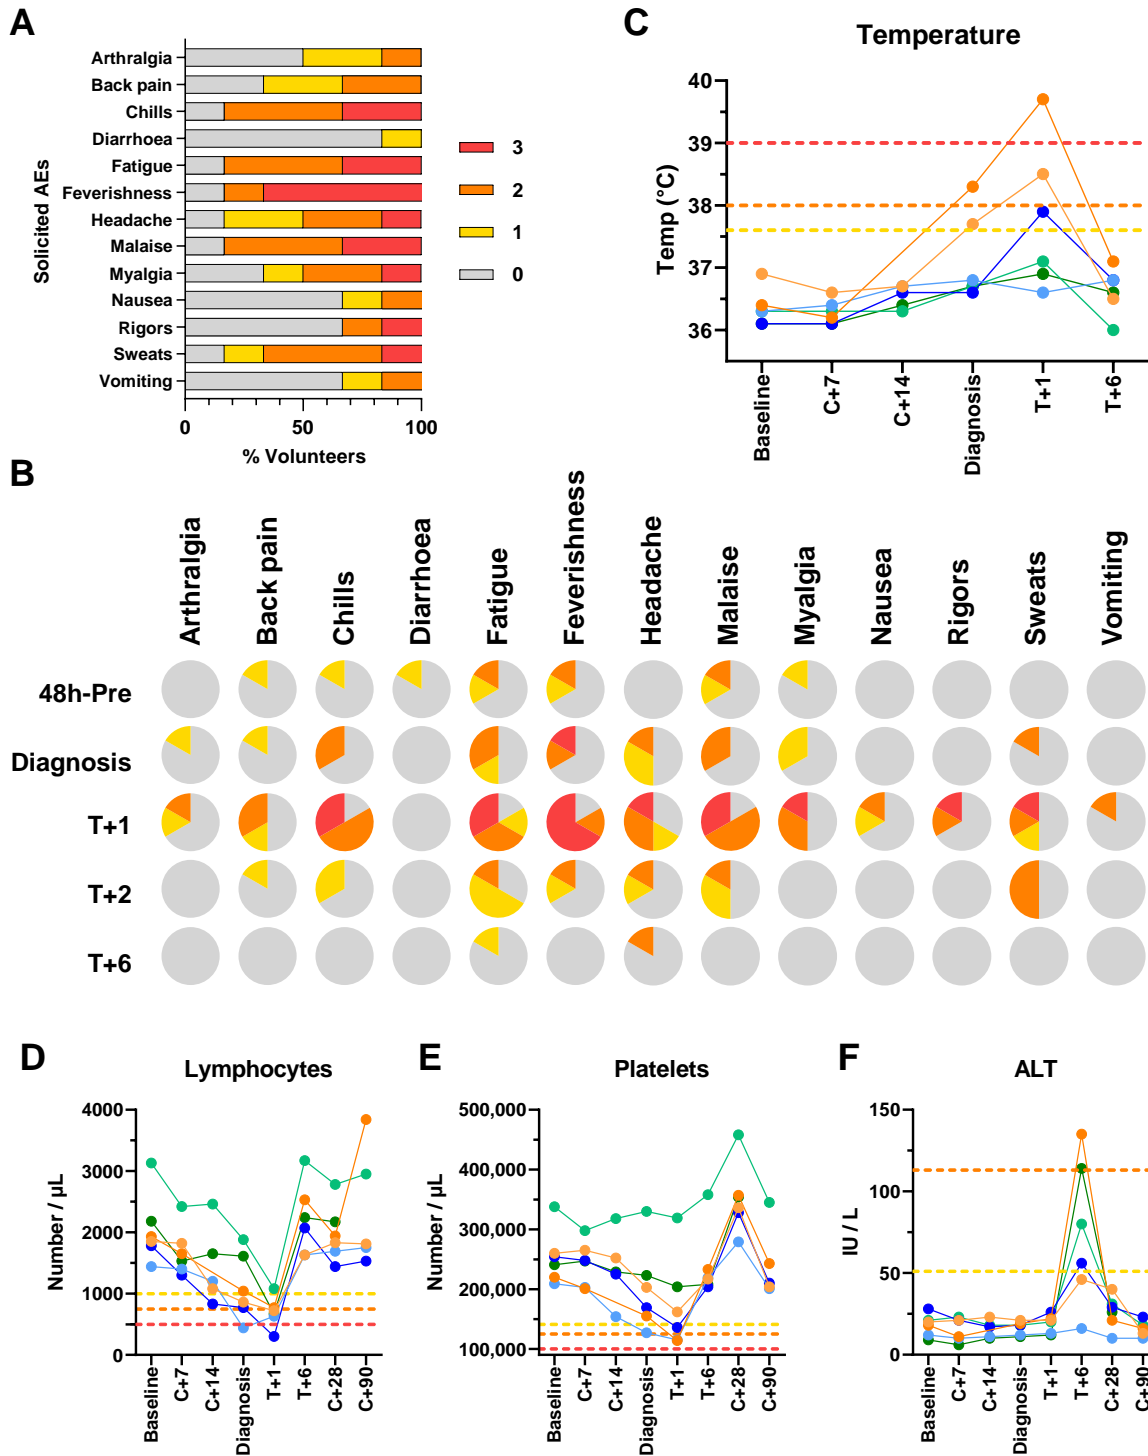 A
Arthralgia
Back pain
Chills
Diarrhoea
Fatigue
Feverishness
Headache
Malaise
Myalgia
Nausea
Rigors
Sweats
Vomiting
Solicited AEs
0 50 100
% Volunteers
3
2
1
0
C
Temperature
40
39
38
37
36
Temp (°C)
Baseline
C+7
C+14
Diagnosis
T+1
T+6
B
Arthralgia
Back pain
Chills
Diarrhoea
Fatigue
Feverishness
Headache
Malaise
Myalgia
Nausea
Rigors
Sweats
Vomiting
48h-Pre
Diagnosis
T+1
T+2
T+6
D
Lymphocytes
4000
3000
2000
1000
0
Number / µL
Baseline
C+7
C+14
Diagnosis
T+1
T+6
C+28
C+90
E
Platelets
500,000
400,000
300,000
200,000
100,000
Number / µL
Baseline
C+7
C+14
Diagnosis
T+1
T+6
C+28
C+90
F
ALT
150
100
50
0
IU / L
Baseline
C+7
C+14
Diagnosis
T+1
T+6
C+28
C+90